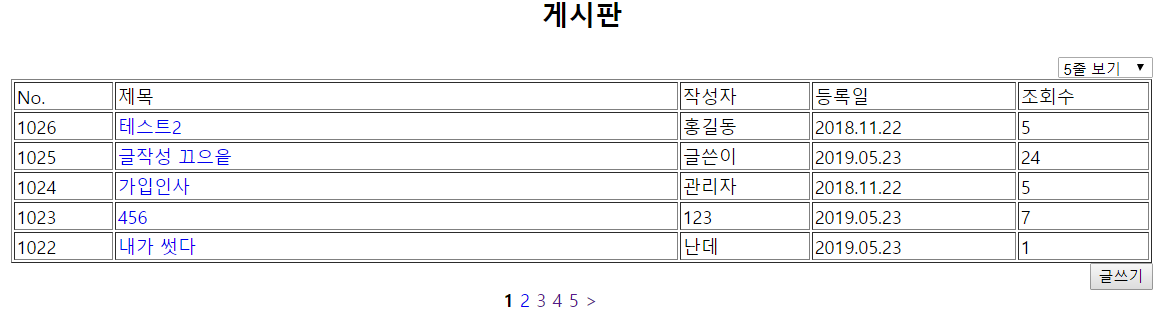 게시판
5줄 보기
No. 제목 작성자 등록일 조회수
1026 테스트2 홍길동 2018.11.22 5
1025 글작성 끄으읕 글쓴이 2019.05.23 24
1024 가입인사 관리자 2018.11.22 5
1023 456 123 2019.05.23 7
1022 내가 썻다 난데 2019.05.23 1
글쓰기
1 2 3 4 5 >